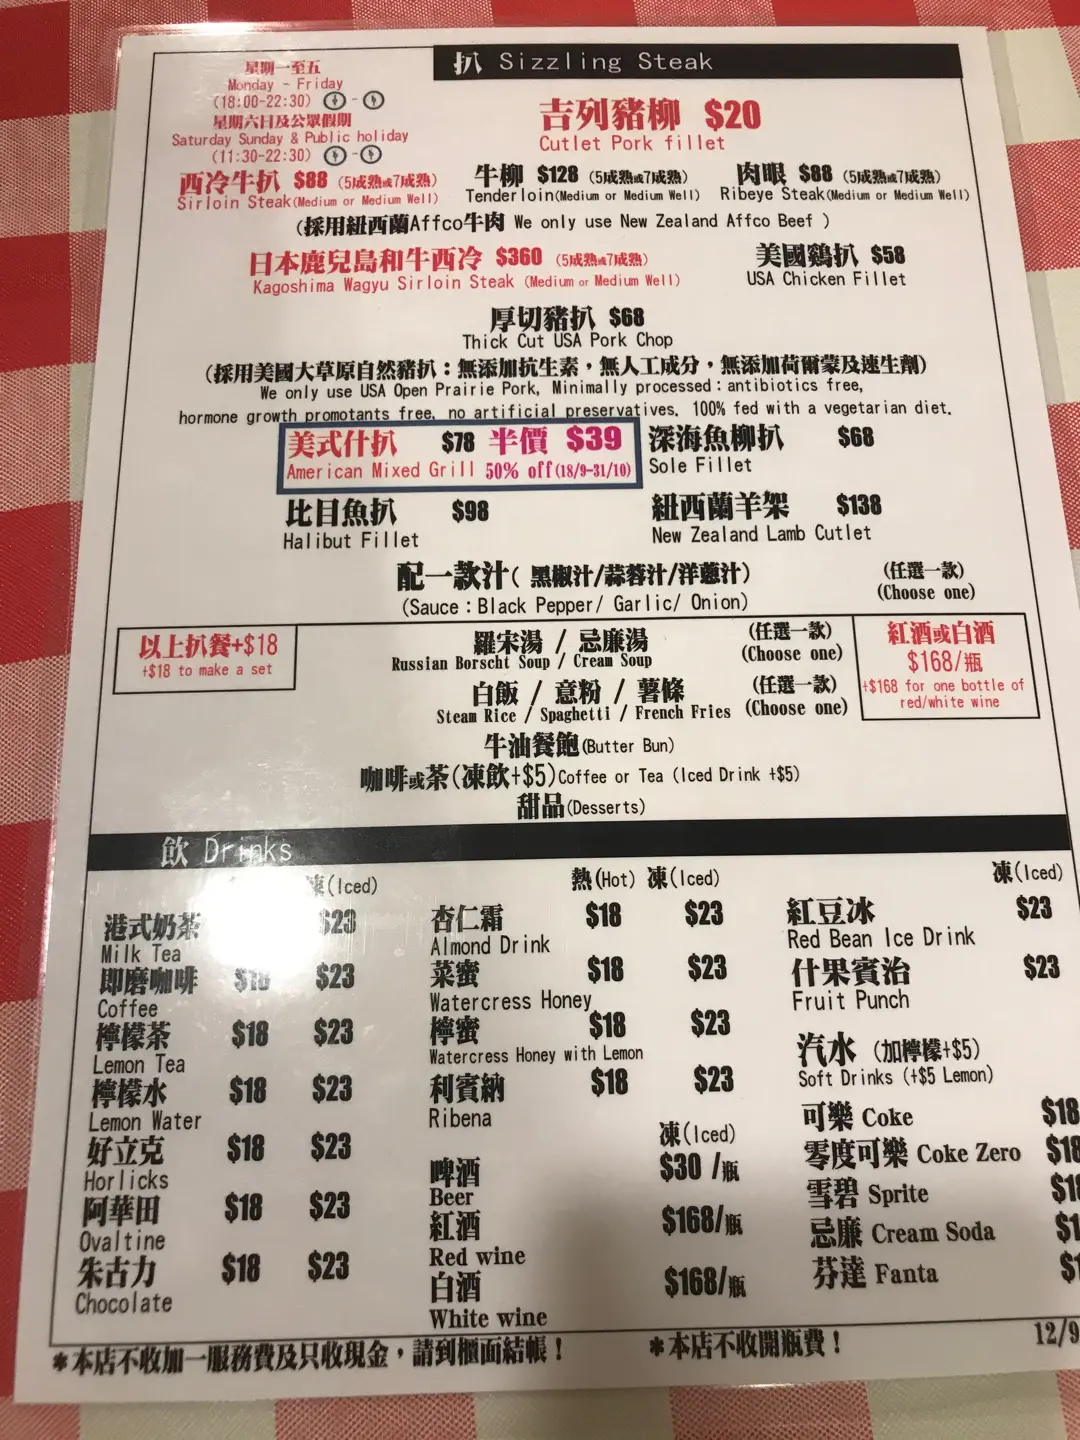 扒 Sizzling Steak
星期一至五
Monday - Friday
(18:00-22:30)
星期六日及公眾假期
Saturday Sunday & Public holiday
(11:30-22:30)
吉列豬柳 $20
Cutlet Pork fillet
西冷牛扒 $88 (5成熟或7成熟)
Sirloin Steak(Medium or Medium Well)
牛柳 $128 (5成熟或7成熟)
Tenderloin(Medium or Medium Well)
肉眼 $88 (5成熟或7成熟)
Ribeye Steak(Medium or Medium Well)
(採用紐西蘭Affco牛肉 We only use New Zealand Affco Beef )
日本鹿兒島和牛西冷 $360 (5成熟或7成熟)
Kagoshima Wagyu Sirloin Steak (Medium or Medium Well)
美國鷄扒 $58
USA Chicken Fillet
厚切豬扒 $68
Thick Cut USA Pork Chop
(採用美國大草原自然豬扒：無添加抗生素，無人工成分，無添加荷爾蒙及速生劑)
We only use USA Open Prairie Pork, Minimally processed：antibiotics free,
hormone growth promotants free, no artificial preservatives. 100% fed with a vegetarian diet.
美式什扒 $78 半價 $39
American Mixed Grill 50% off(18/9-31/10)
深海魚柳扒 $68
Sole Fillet
比目魚扒 $98
Halibut Fillet
紐西蘭羊架 $138
New Zealand Lamb Cutlet
配一款汁( 黑椒汁/蒜蓉汁/洋蔥汁) (任選一款)
(Sauce：Black Pepper/ Garlic/ Onion) (Choose one)
以上扒餐+$18
+$18 to make a set
羅宋湯 / 忌廉湯 (任選一款)
Russian Borscht Soup / Cream Soup (Choose one)
白飯 / 意粉 / 薯條 (任選一款)
Steam Rice / Spaghetti / French Fries (Choose one)
紅酒或白酒
$168/瓶
+$168 for one bottle of
red/white wine
牛油餐飽(Butter Bun)
咖啡或茶(凍飲+$5)Coffee or Tea (Iced Drink +$5)
甜品(Desserts)
飲 Drinks
凍(Iced)
港式奶茶 $23
Milk Tea
即磨咖啡 $18 $23
Coffee
檸檬茶 $18 $23
Lemon Tea
檸檬水 $18 $23
Lemon Water
好立克 $18 $23
Horlicks
阿華田 $18 $23
Ovaltine
朱古力 $18 $23
Chocolate
熱(Hot) 凍(Iced)
杏仁霜 $18 $23
Almond Drink
菜蜜 $18 $23
Watercress Honey
檸蜜 $18 $23
Watercress Honey with Lemon
利賓納 $18 $23
Ribena
凍(Iced)
啤酒 $30 /瓶
Beer
紅酒 $168/瓶
Red wine
白酒 $168/瓶
White wine
凍(Iced)
紅豆冰 $23
Red Bean Ice Drink
什果賓治 $23
Fruit Punch
汽水 (加檸檬+$5)
Soft Drinks (+$5 Lemon)
可樂 Coke $18
零度可樂 Coke Zero $18
雪碧 Sprite
忌廉 Cream Soda
芬達 Fanta
*本店不收加一服務費及只收現金，請到櫃面結帳！
*本店不收開瓶費！
12/9